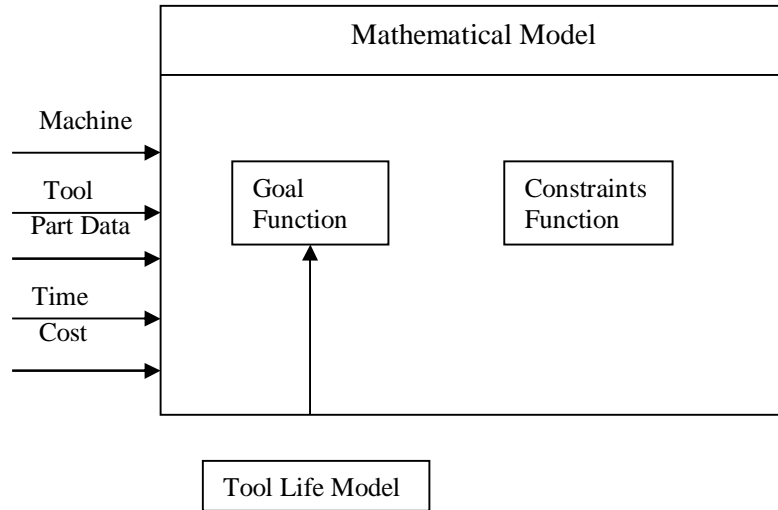 Mathematical Model
Machine
Tool
Part Data
Time
Cost
Goal
Function
Constraints
Function
Tool Life Model